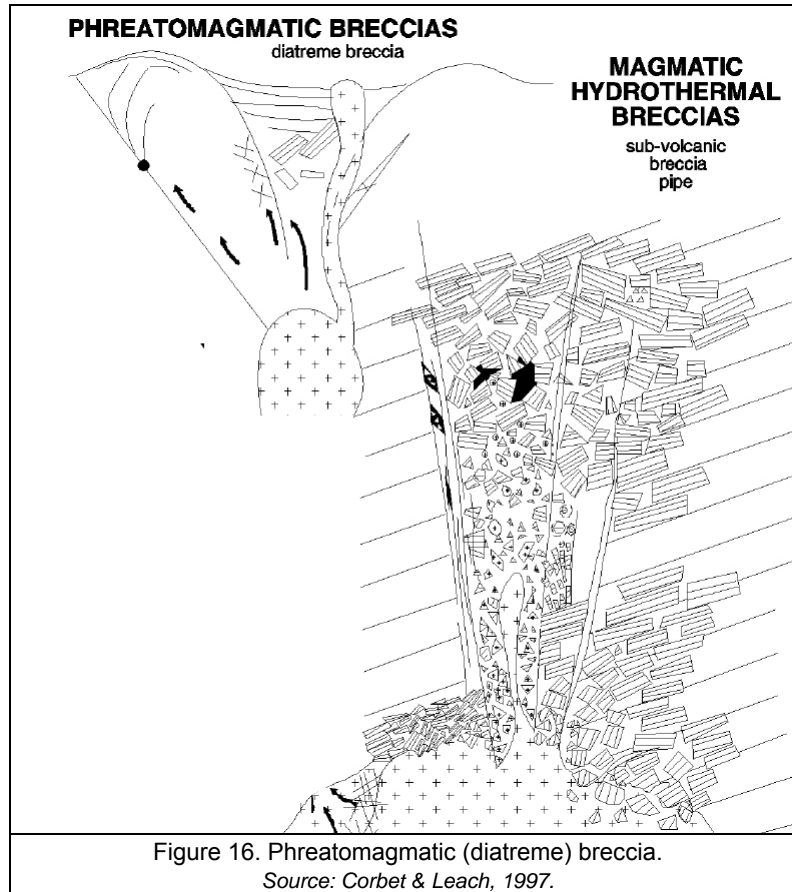 PHREATOMAGMATIC BRECCIAS
diatreme breccia
MAGMATIC
HYDROTHERMAL
BRECCIAS
sub-volcanic
breccia
pipe
Figure 16. Phreatomagmatic (diatreme) breccia.
Source: Corbet & Leach, 1997.